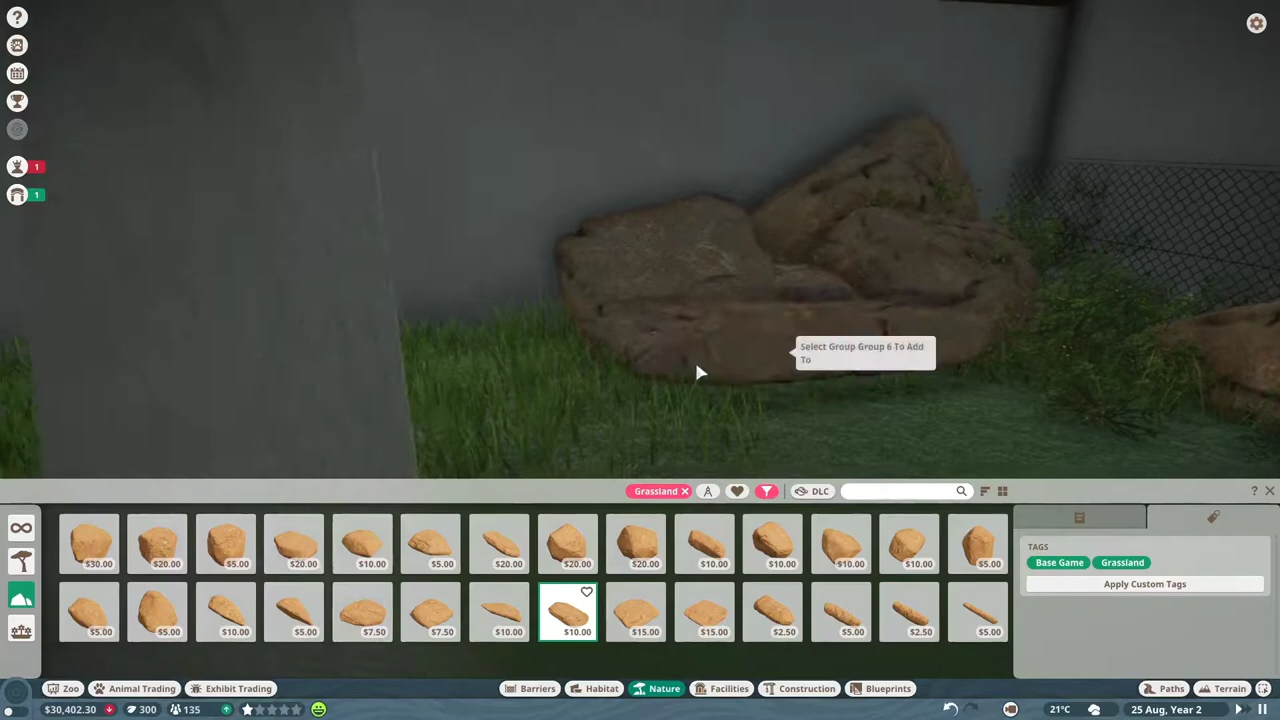 ?
1
1
Select Group Group 6 To Add
To
Grassland ×
DLC
? ×
$30.00 $20.00 $5.00 $20.00 $10.00 $5.00 $20.00 $20.00 $20.00 $10.00 $10.00 $10.00 $10.00 $5.00
TAGS
Base Game Grassland
Apply Custom Tags
$5.00 $5.00 $10.00 $5.00 $7.50 $7.50 $10.00 $10.00 $15.00 $15.00 $2.50 $5.00 $2.50 $5.00
Zoo Animal Trading Exhibit Trading Barriers Habitat Nature Facilities Construction Blueprints Paths Terrain
$30,402.30 300 135 21°C 25 Aug, Year 2